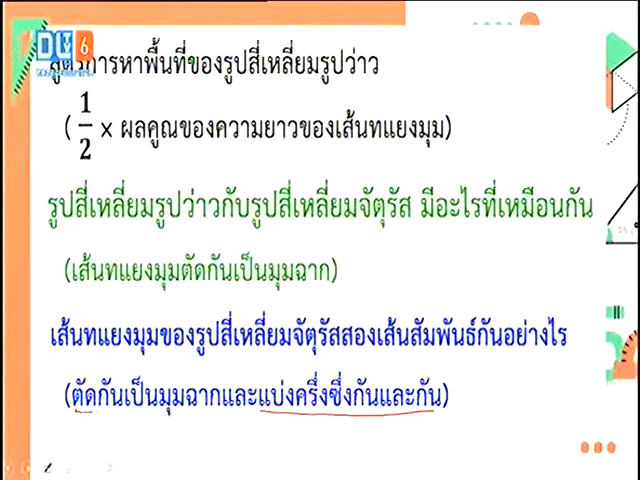 DLTV 6
สูตรการหาพื้นที่ของรูปสี่เหลี่ยมรูปว่าว
( 1/2 × ผลคูณของความยาวของเส้นทแยงมุม)
รูปสี่เหลี่ยมรูปว่าวกับรูปสี่เหลี่ยมจัตุรัส มีอะไรที่เหมือนกัน
(เส้นทแยงมุมตัดกันเป็นมุมฉาก)
เส้นทแยงมุมของรูปสี่เหลี่ยมจัตุรัสสองเส้นสัมพันธ์กันอย่างไร
(ตัดกันเป็นมุมฉากและแบ่งครึ่งซึ่งกันและกัน)